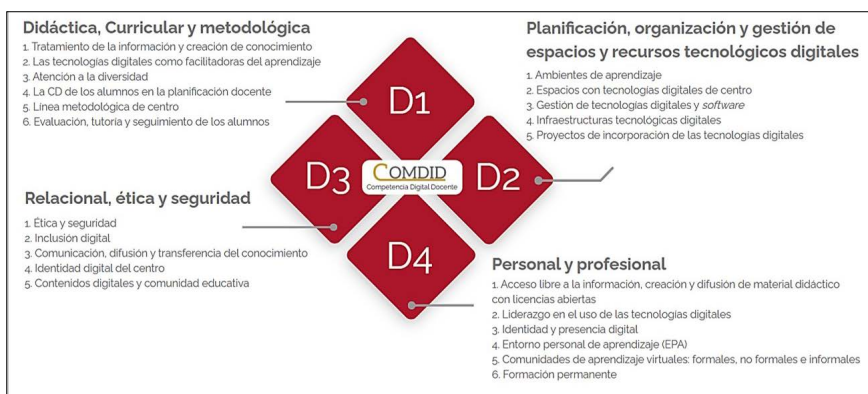 Didáctica, Curricular y metodológica
1. Tratamiento de la información y creación de conocimiento
2. Las tecnologías digitales como facilitadoras del aprendizaje
3. Atención a la diversidad
4. La CD de los alumnos en la planificación docente
5. Línea metodológica de centro
6. Evaluación, tutoría y seguimiento de los alumnos
Planificación, organización y gestión de
espacios y recursos tecnológicos digitales
1. Ambientes de aprendizaje
2. Espacios con tecnologías digitales de centro
3. Gestión de tecnologías digitales y software
4. Infraestructuras tecnológicas digitales
5. Proyectos de incorporación de las tecnologías digitales
D1
D3
COMDID
Competencia Digital Docente
D2
D4
Relacional, ética y seguridad
1. Ética y seguridad
2. Inclusión digital
3. Comunicación, difusión y transferencia del conocimiento
4. Identidad digital del centro
5. Contenidos digitales y comunidad educativa
Personal y profesional
1. Acceso libre a la información, creación y difusión de material didáctico
con licencias abiertas
2. Liderazgo en el uso de las tecnologías digitales
3. Identidad y presencia digital
4. Entorno personal de aprendizaje (EPA)
5. Comunidades de aprendizaje virtuales: formales, no formales e informales
6. Formación permanente